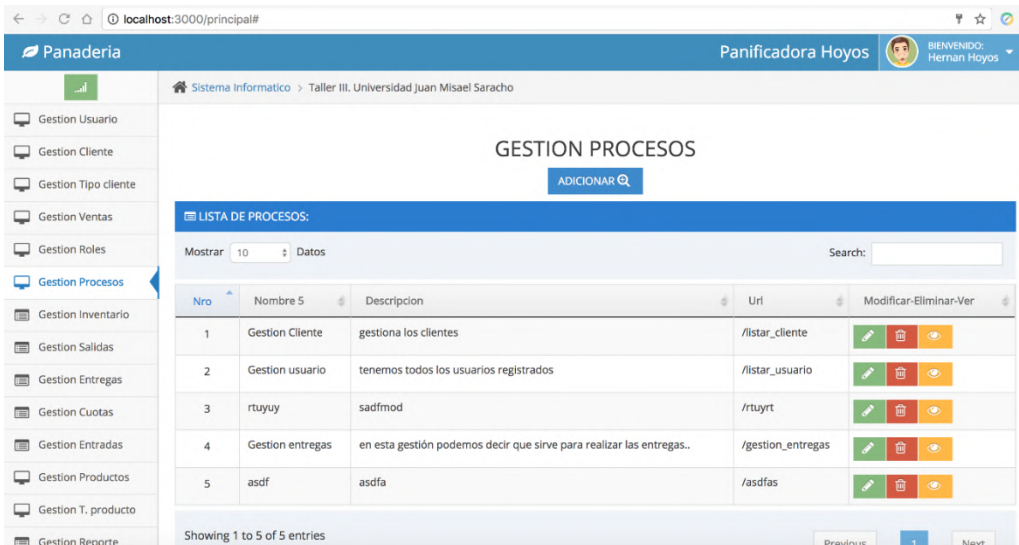 localhost:3000/principal#
Panaderia
Panificadora Hoyos
BIENVENIDO:
Hernan Hoyos
Sistema Informatico > Taller III. Universidad Juan Misael Saracho
Gestion Usuario
Gestion Cliente
Gestion Tipo cliente
Gestion Ventas
Gestion Roles
Gestion Procesos
Gestion Inventario
Gestion Salidas
Gestion Entregas
Gestion Cuotas
Gestion Entradas
Gestion Productos
Gestion T. producto
Gestion Reporte
GESTION PROCESOS
ADICIONAR
LISTA DE PROCESOS:
Mostrar 10 Datos Search:
Nro Nombre 5 Descripcion Url Modificar-Eliminar-Ver
1 Gestion Cliente gestiona los clientes /listar_cliente
2 Gestion usuario tenemos todos los usuarios registrados /listar_usuario
3 rtuyuy sadfmod /rtuyrt
4 Gestion entregas en esta gestión podemos decir que sirve para realizar las entregas.. /gestion_entregas
5 asdf asdfa /asdfas
Showing 1 to 5 of 5 entries
Previous 1 Next